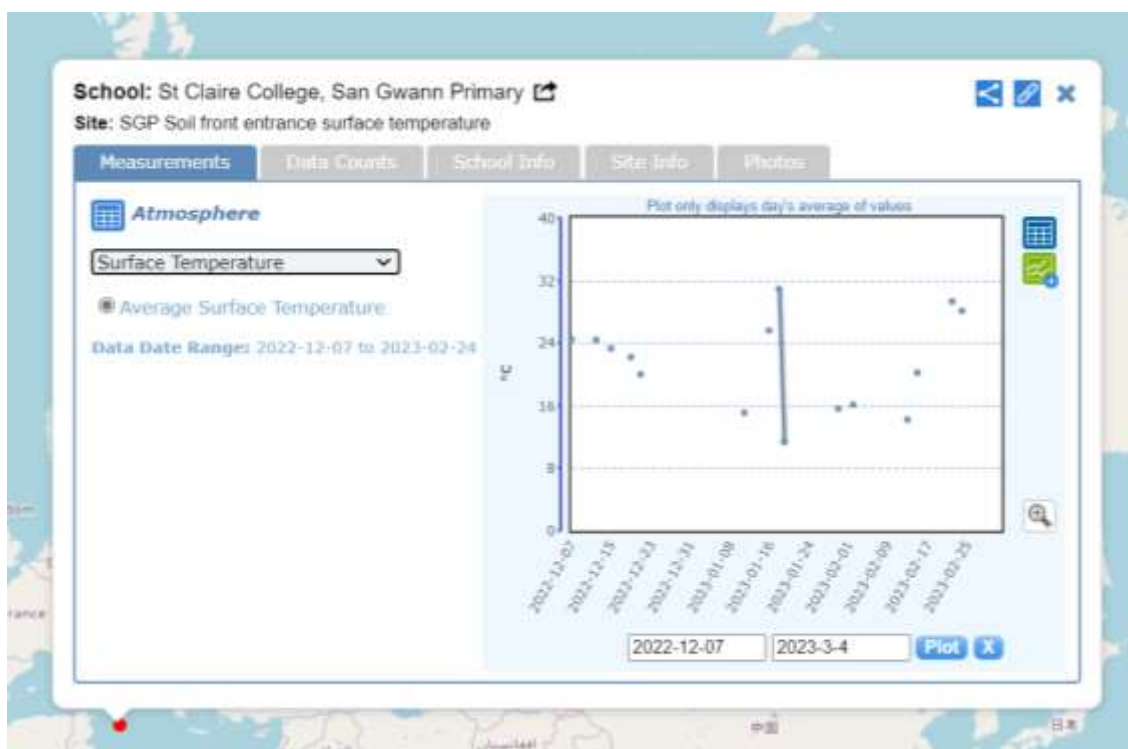 School: St Claire College, San Gwann Primary
Site: SGP Soil front entrance surface temperature
Measurements Data Counts School Info Site Info Photos
Atmosphere
Surface Temperature
Average Surface Temperature
Data Date Range: 2022-12-07 to 2023-02-24
Plot only displays day's average of values
40
32
24
16
8
0
°C
2022-12-07
2022-12-15
2022-12-23
2022-12-31
2023-01-08
2023-01-16
2023-01-24
2023-02-01
2023-02-09
2023-02-17
2023-02-25
2022-12-07 2023-3-4 Plot X
中国
日本